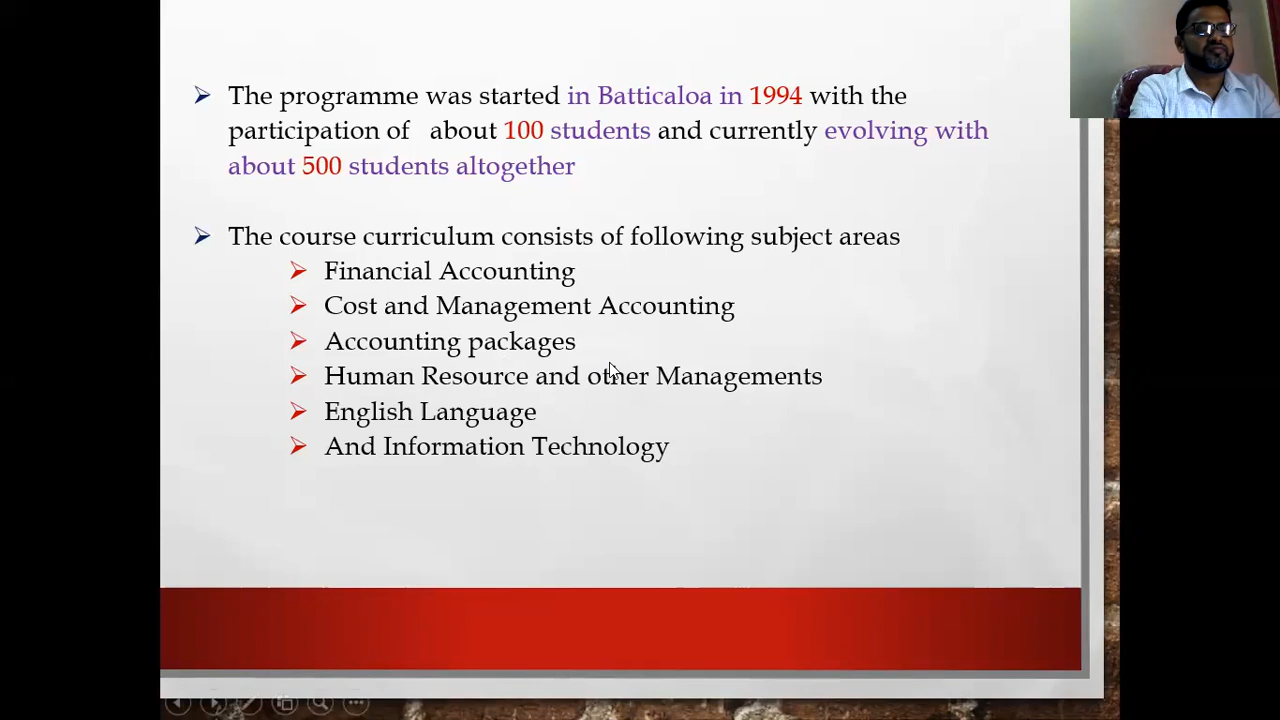 The programme was started in Batticaloa in 1994 with the
participation of about 100 students and currently evolving with
about 500 students altogether
The course curriculum consists of following subject areas
Financial Accounting
Cost and Management Accounting
Accounting packages
Human Resource and other Managements
English Language
And Information Technology